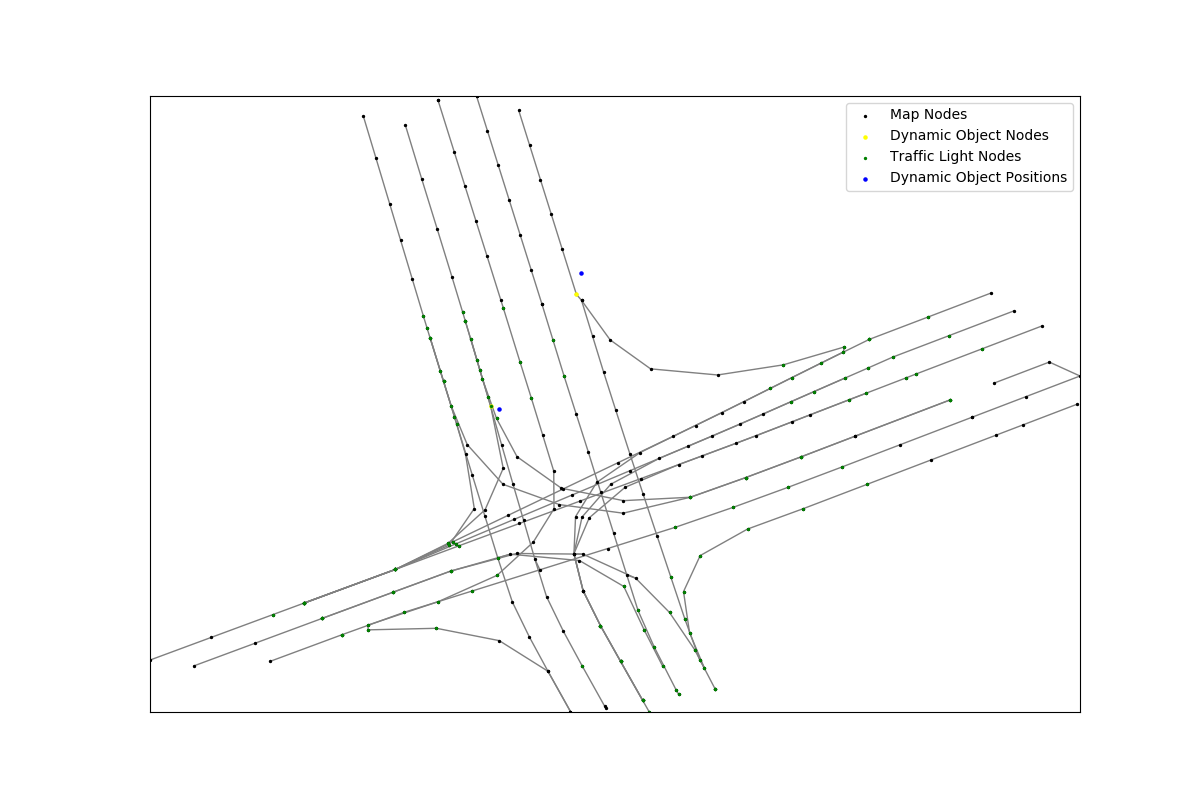 Map Nodes
Dynamic Object Nodes
Traffic Light Nodes
Dynamic Object Positions